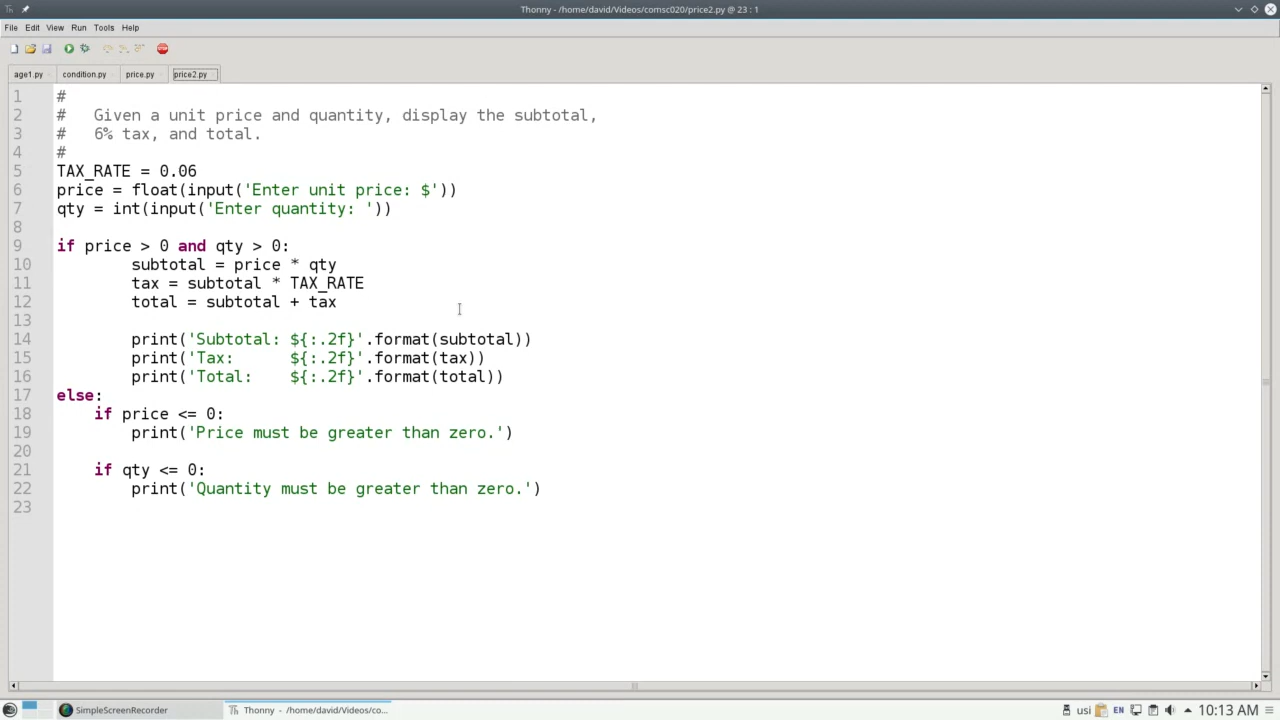 Thonny - /home/david/Videos/comsc020/price2.py @ 23 : 1
File Edit View Run Tools Help
age1.py condition.py price.py price2.py
1 #
2 #   Given a unit price and quantity, display the subtotal,
3 #   6% tax, and total.
4 #
5 TAX_RATE = 0.06
6 price = float(input('Enter unit price: $'))
7 qty = int(input('Enter quantity: '))
8
9 if price > 0 and qty > 0:
10         subtotal = price * qty
11         tax = subtotal * TAX_RATE
12         total = subtotal + tax
13
14         print('Subtotal: ${:.2f}'.format(subtotal))
15         print('Tax:      ${:.2f}'.format(tax))
16         print('Total:    ${:.2f}'.format(total))
17 else:
18     if price <= 0:
19         print('Price must be greater than zero.')
20
21     if qty <= 0:
22         print('Quantity must be greater than zero.')
23
SimpleScreenRecorder Thonny - /home/david/Videos/co... usi EN 10:13 AM